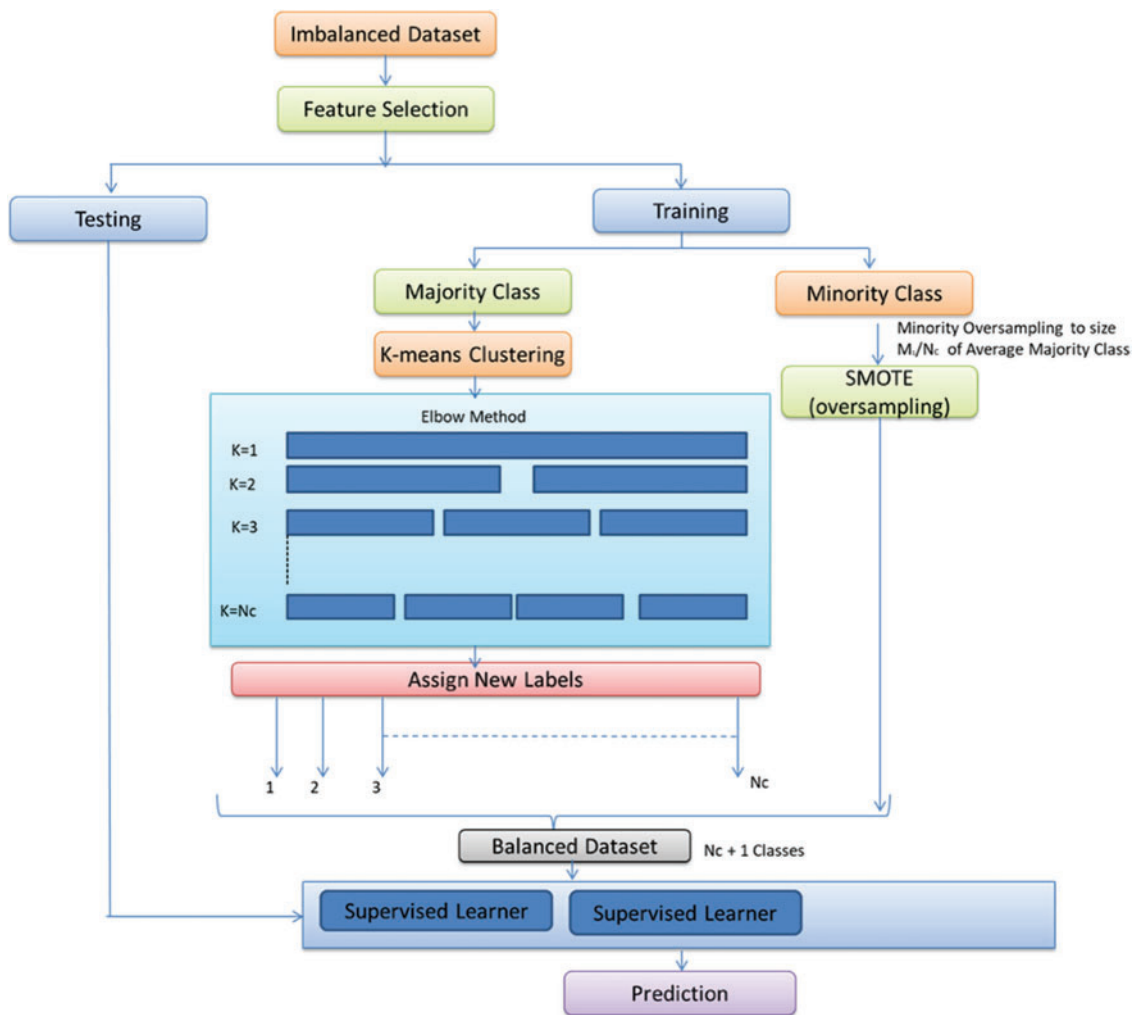 Imbalanced Dataset
Feature Selection
Testing
Training
Majority Class
Minority Class
Minority Oversampling to size
Mᵢ/Nc of Average Majority Class
K-means Clustering
SMOTE
(oversampling)
Elbow Method
K=1
K=2
K=3
K=Nc
Assign New Labels
1
2
3
Nc
Balanced Dataset
Nc + 1 Classes
Supervised Learner
Supervised Learner
Prediction